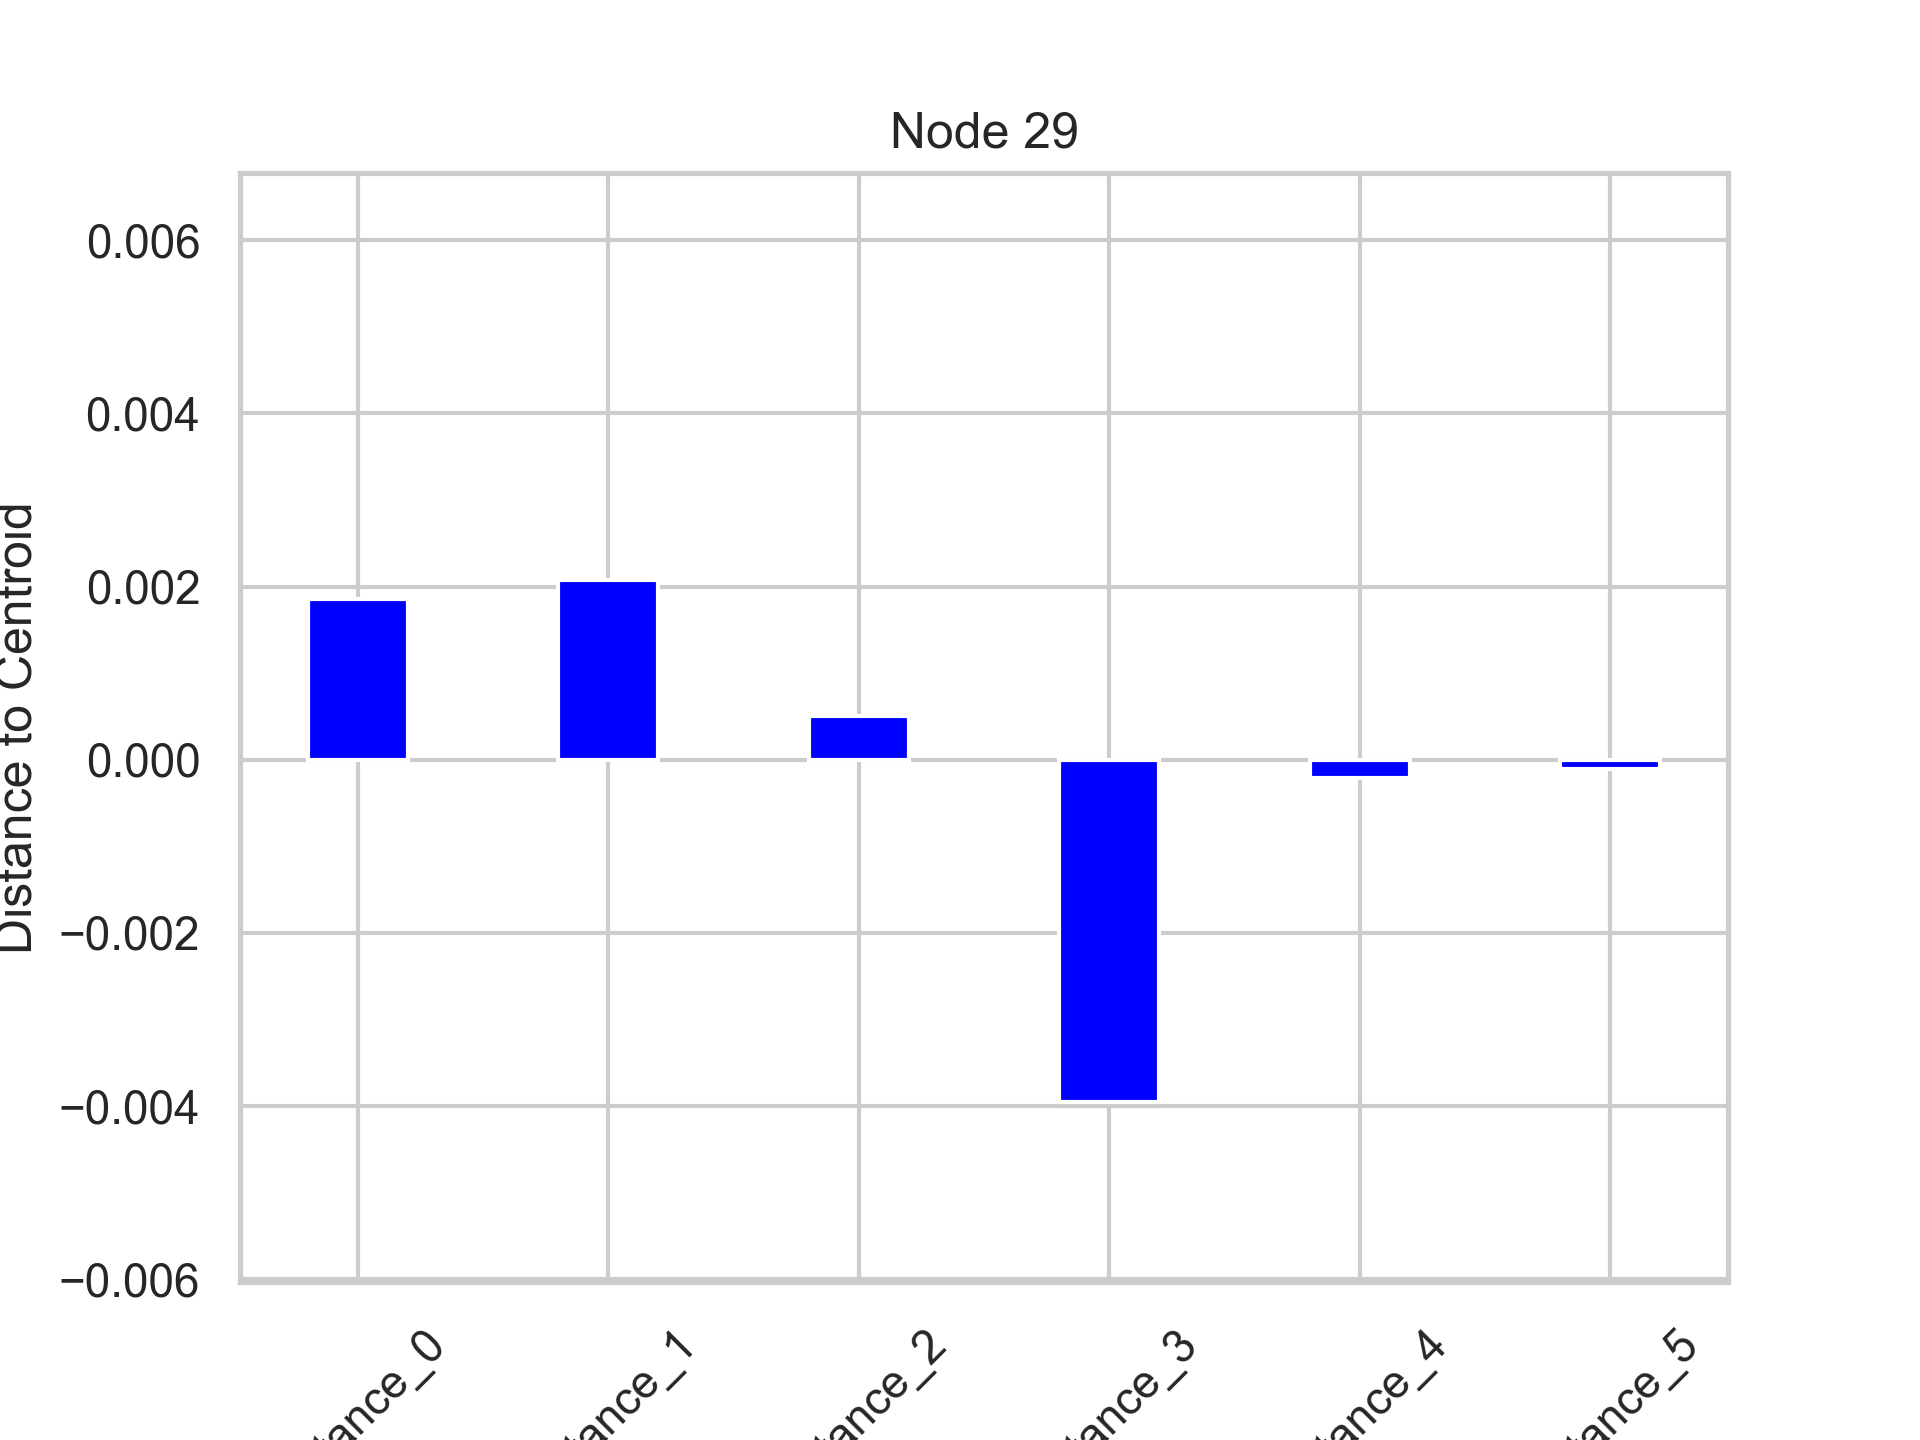 Node 29
0.006
0.004
0.002
0.000
−0.002
−0.004
−0.006
Distance to Centroid
tance_0
tance_1
tance_2
tance_3
tance_4
tance_5